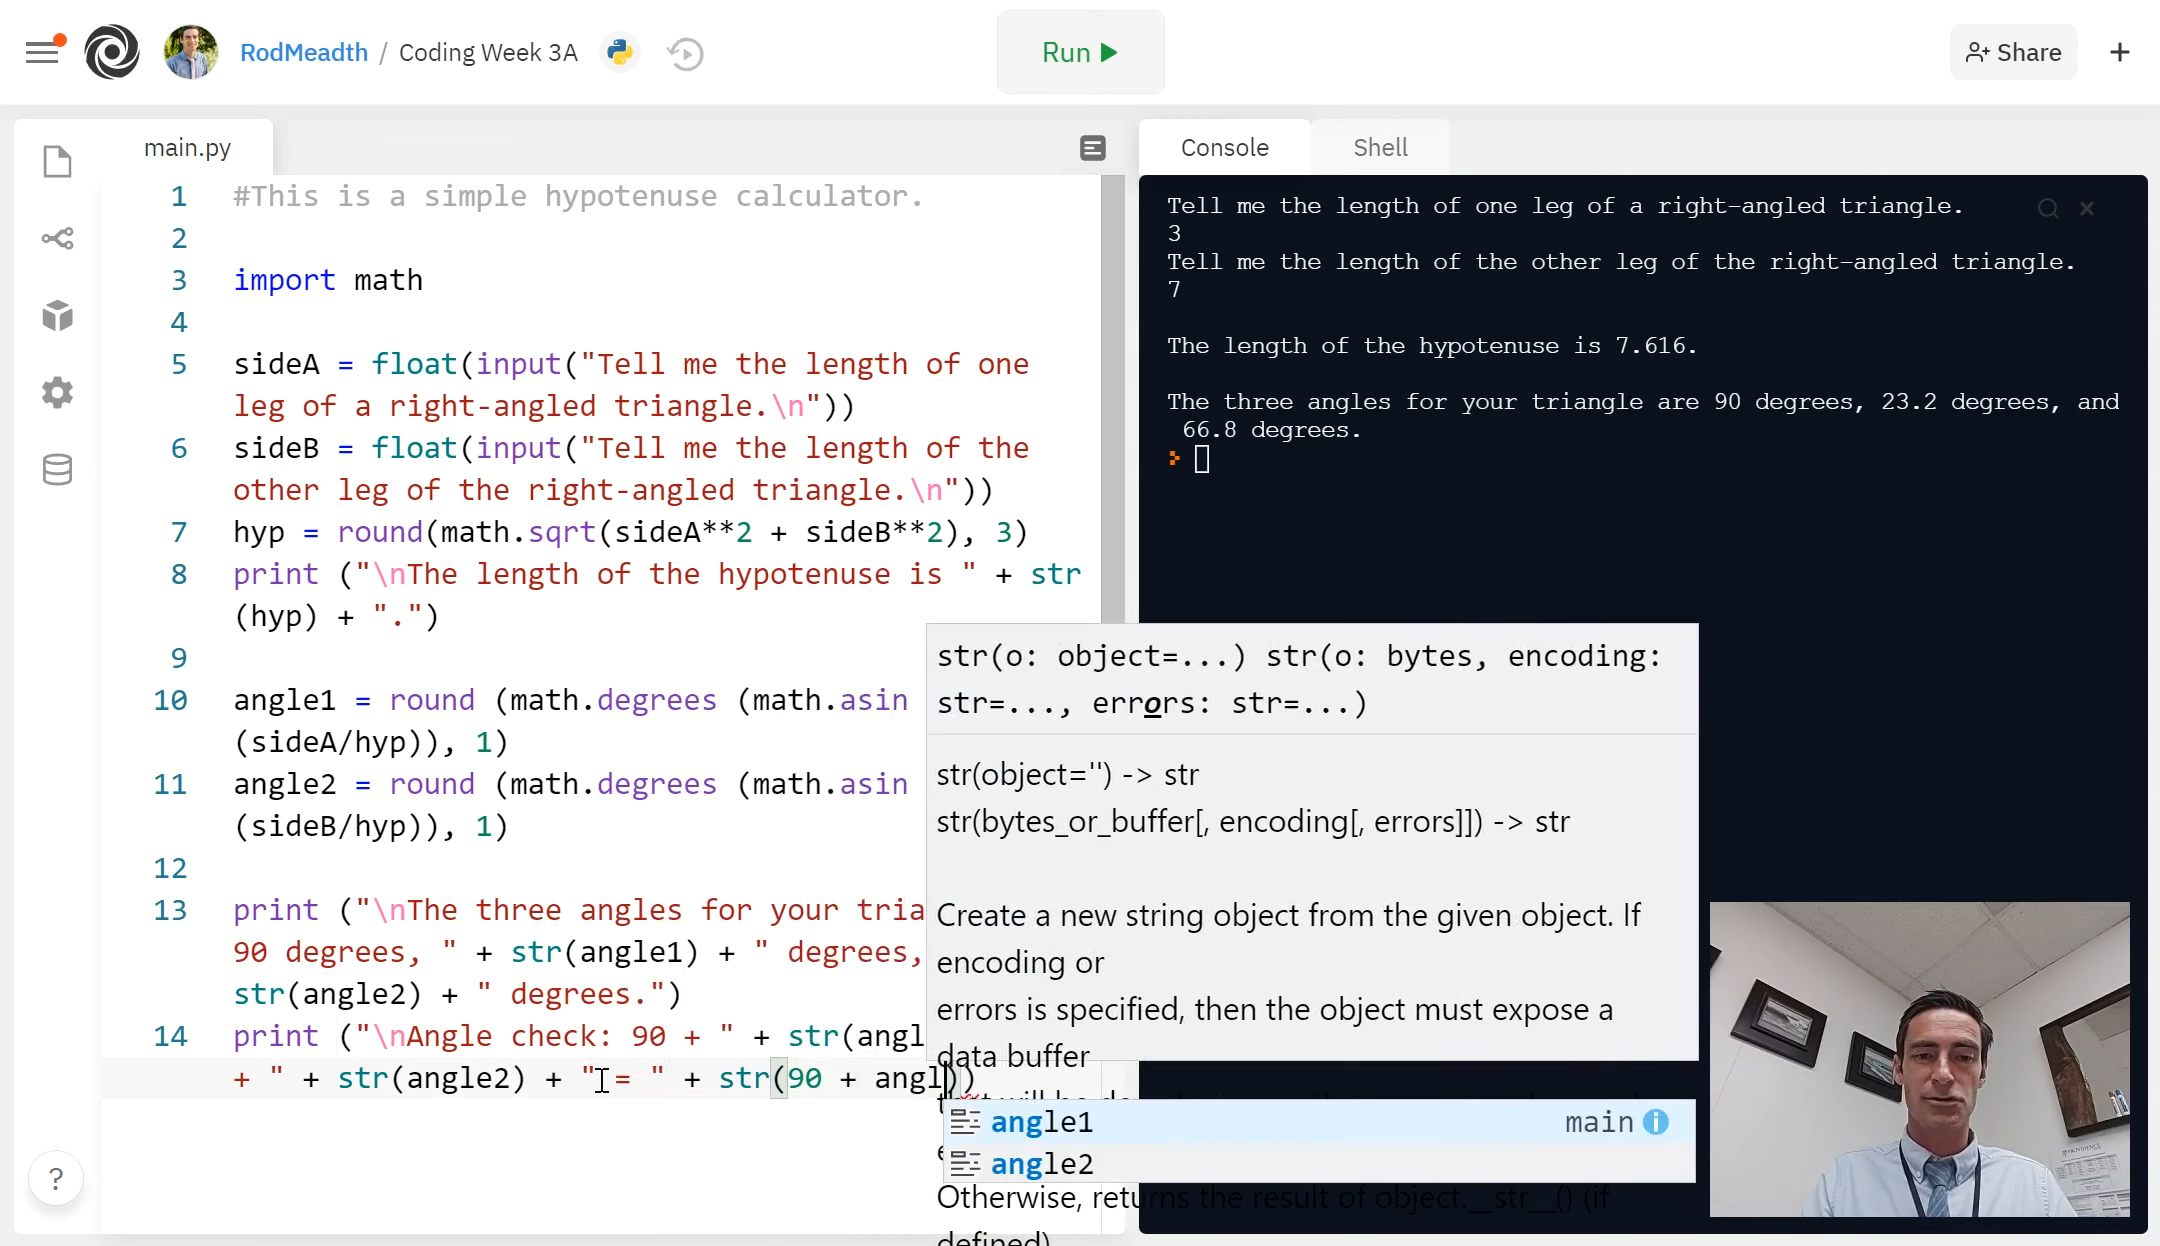 RodMeadth / Coding Week 3A
Run
Share
main.py
1 #This is a simple hypotenuse calculator.
2
3 import math
4
5 sideA = float(input("Tell me the length of one
leg of a right-angled triangle.\n"))
6 sideB = float(input("Tell me the length of the
other leg of the right-angled triangle.\n"))
7 hyp = round(math.sqrt(sideA**2 + sideB**2), 3)
8 print ("\nThe length of the hypotenuse is " + str
(hyp) + ".")
9
10 angle1 = round (math.degrees (math.asin
(sideA/hyp)), 1)
11 angle2 = round (math.degrees (math.asin
(sideB/hyp)), 1)
12
13 print ("\nThe three angles for your tria
90 degrees, " + str(angle1) + " degrees,
str(angle2) + " degrees.")
14 print ("\nAngle check: 90 + " + str(angl
+ " + str(angle2) + " = " + str(90 + angl))
?
Console
Shell
Tell me the length of one leg of a right-angled triangle.
3
Tell me the length of the other leg of the right-angled triangle.
7
The length of the hypotenuse is 7.616.
The three angles for your triangle are 90 degrees, 23.2 degrees, and
66.8 degrees.
str(o: object=...) str(o: bytes, encoding:
str=..., errors: str=...)
str(object='') -> str
str(bytes_or_buffer[, encoding[, errors]]) -> str
Create a new string object from the given object. If
encoding or
errors is specified, then the object must expose a
data buffer
angle1 main
angle2
Otherwise, returns the result of object.__str__() (if
defined)